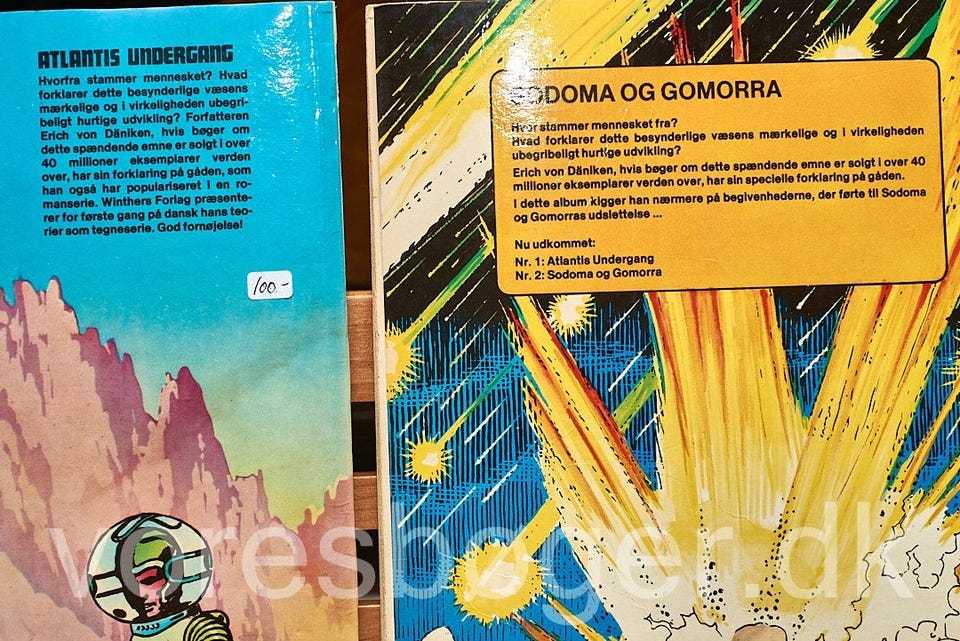 ATLANTIS UNDERGANG
Hvorfra stammer mennesket? Hvad
forklarer dette besynderlige væsens
mærkelige og i virkeligheden ubegri-
beligt hurtige udvikling? Forfatteren
Erich von Däniken, hvis bøger om
dette spændende emne er solgt i over
40 millioner eksemplarer verden
over, har sin forklaring på gåden, som
han også har populariseret i en ro-
manserie. Winthers Forlag præsente-
rer for første gang på dansk hans teo-
rier som tegneserie. God fornøjelse!
100.-
SODOMA OG GOMORRA
Hvor stammer mennesket fra?
Hvad forklarer dette besynderlige væsens mærkelige og i virkeligheden
ubegribeligt hurtige udvikling?
Erich von Däniken, hvis bøger om dette spændende emne er solgt i over 40
millioner eksemplarer verden over, har sin specielle forklaring på gåden.
I dette album kigger han nærmere på begivenhederne, der førte til Sodoma
og Gomorras udslettelse ...
Nu udkommet:
Nr. 1: Atlantis Undergang
Nr. 2: Sodoma og Gomorra
voresbøger.dk